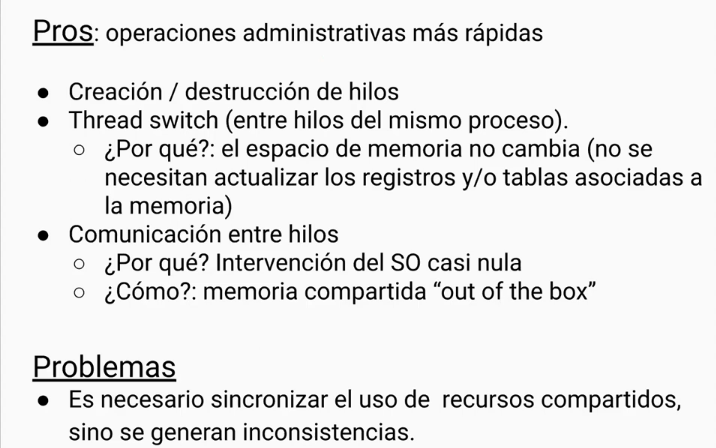 Pros: operaciones administrativas más rápidas
● Creación / destrucción de hilos
● Thread switch (entre hilos del mismo proceso).
○ ¿Por qué?: el espacio de memoria no cambia (no se
necesitan actualizar los registros y/o tablas asociadas a
la memoria)
● Comunicación entre hilos
○ ¿Por qué? Intervención del SO casi nula
○ ¿Cómo?: memoria compartida “out of the box”
Problemas
● Es necesario sincronizar el uso de recursos compartidos,
sino se generan inconsistencias.